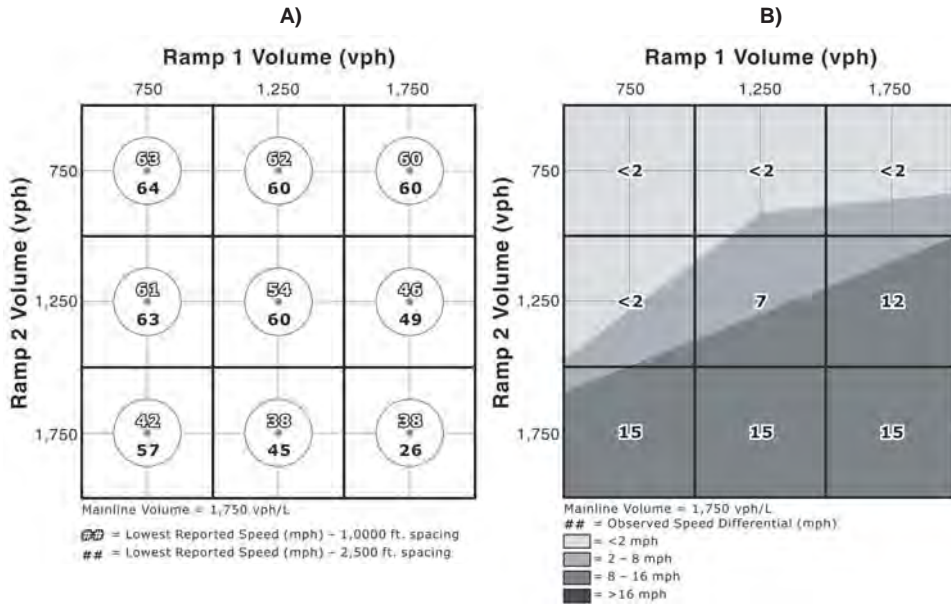 A)
Ramp 1 Volume (vph)
750 1,250 1,750
Ramp 2 Volume (vph)
750
63 62 60
64 60 60
1,250
61 54 46
63 60 49
1,750
42 38 38
57 45 26
Mainline Volume = 1,750 vph/L
## = Lowest Reported Speed (mph) – 1,0000 ft. spacing
## = Lowest Reported Speed (mph) – 2,500 ft. spacing
B)
Ramp 1 Volume (vph)
750 1,250 1,750
Ramp 2 Volume (vph)
750 <2 <2 <2
1,250 <2 7 12
1,750 15 15 15
Mainline Volume = 1,750 vph/L
## = Observed Speed Differential (mph)
= <2 mph
= 2 – 8 mph
= 8 – 16 mph
= >16 mph